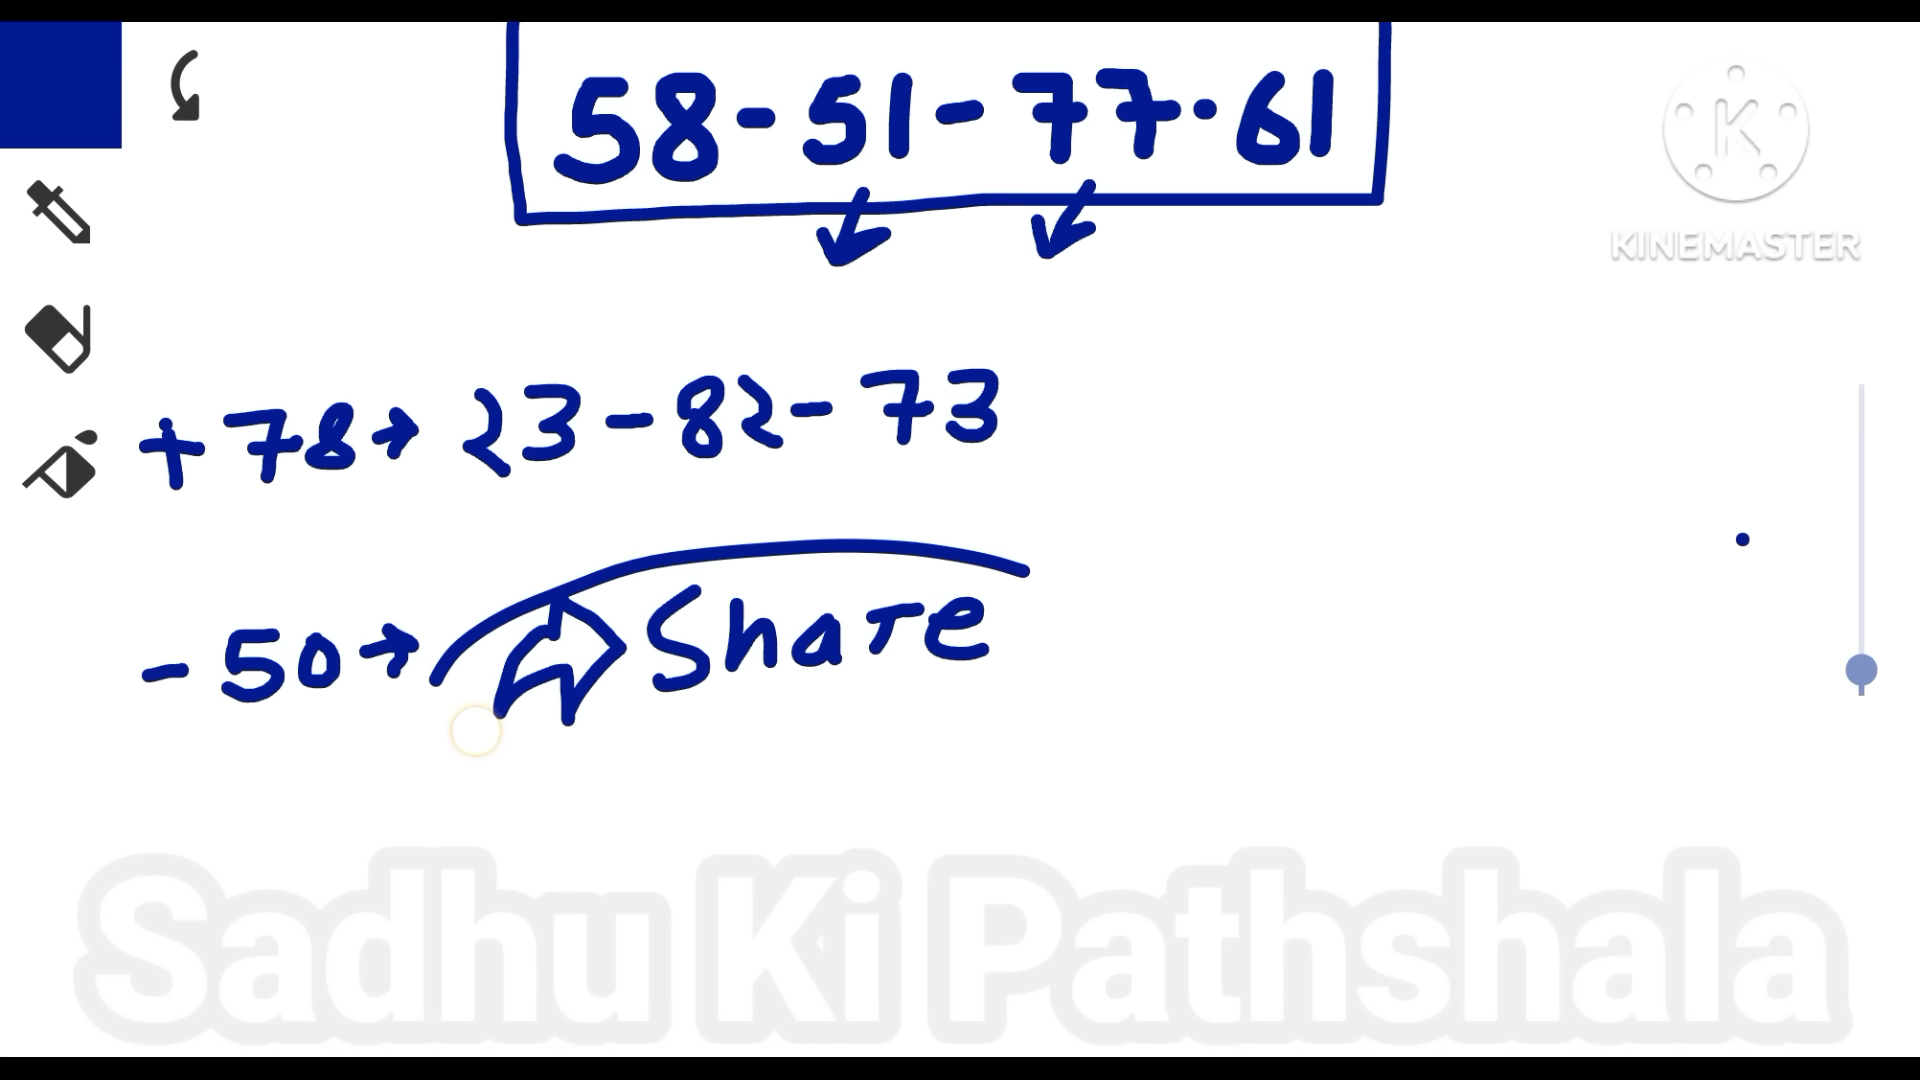 58-51-77.61
K
KINEMASTER
+78→23-82-73
-50→ Share
Sadhu Ki Pathshala